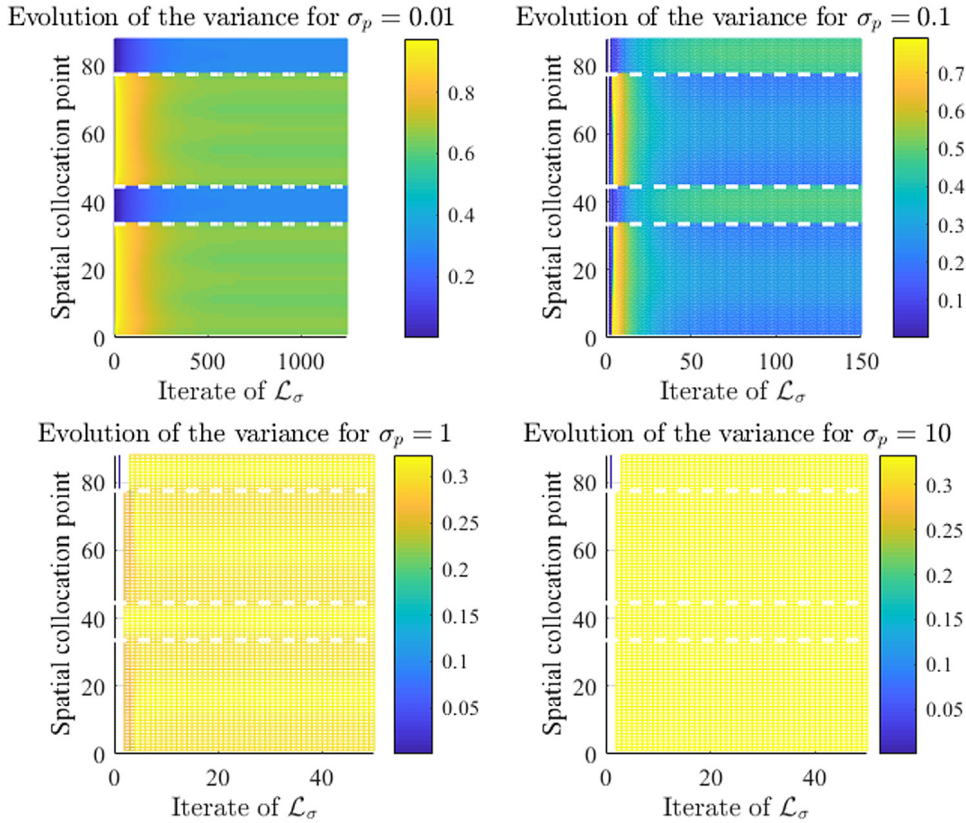 Evolution of the variance for σ_p = 0.01
Spatial collocation point
80
60
40
20
0
0 500 1000
Iterate of ℒ_σ
0.8
0.6
0.4
0.2
Evolution of the variance for σ_p = 0.1
Spatial collocation point
80
60
40
20
0
0 50 100 150
Iterate of ℒ_σ
0.7
0.6
0.5
0.4
0.3
0.2
0.1
Evolution of the variance for σ_p = 1
Spatial collocation point
80
60
40
20
0
0 20 40
Iterate of ℒ_σ
0.3
0.25
0.2
0.15
0.1
0.05
Evolution of the variance for σ_p = 10
Spatial collocation point
80
60
40
20
0
0 20 40
Iterate of ℒ_σ
0.3
0.25
0.2
0.15
0.1
0.05